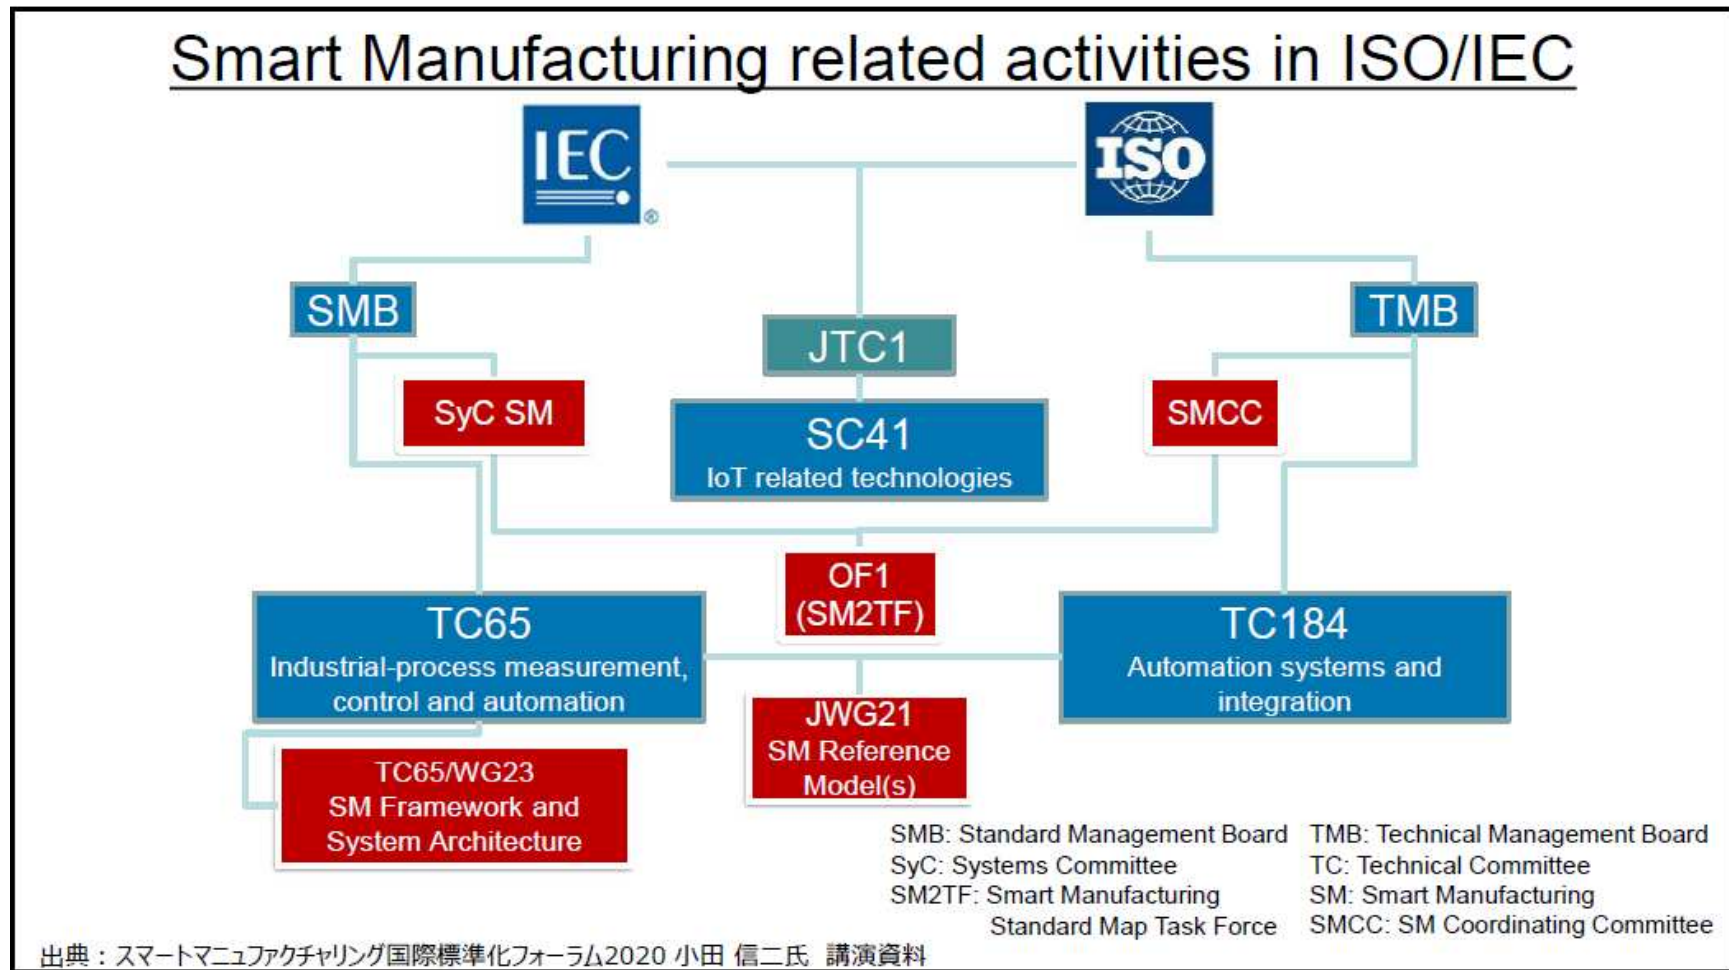 Smart Manufacturing related activities in ISO/IEC
IEC
®
ISO
SMB
TMB
JTC1
SyC SM
SMCC
SC41
IoT related technologies
OF1
(SM2TF)
TC65
Industrial-process measurement,
control and automation
TC184
Automation systems and
integration
JWG21
SM Reference
Model(s)
TC65/WG23
SM Framework and
System Architecture
SMB: Standard Management Board
SyC: Systems Committee
SM2TF: Smart Manufacturing
Standard Map Task Force
TMB: Technical Management Board
TC: Technical Committee
SM: Smart Manufacturing
SMCC: SM Coordinating Committee
出典：スマートマニュファクチャリング国際標準化フォーラム2020 小田 信二氏 講演資料